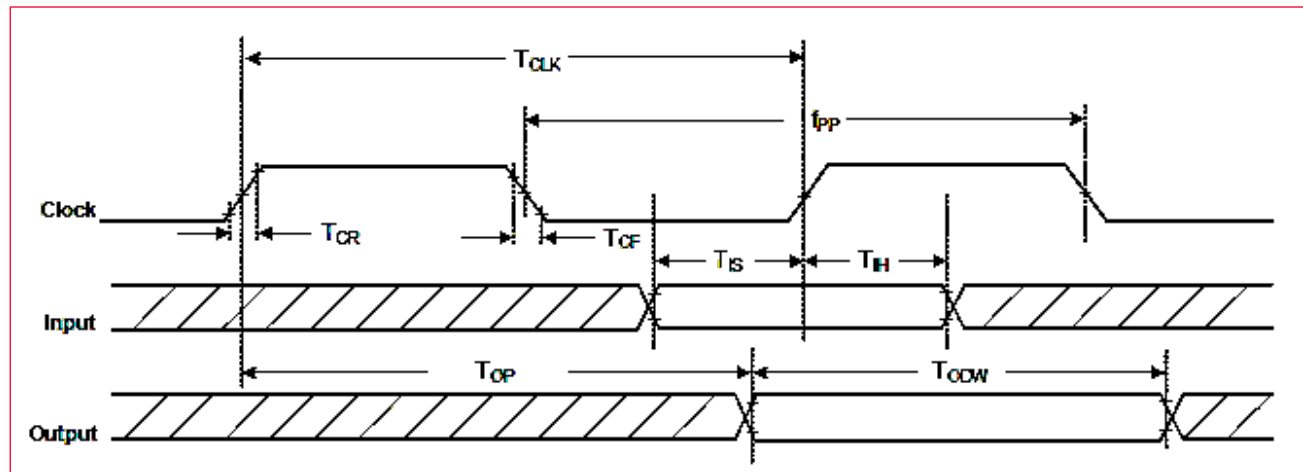 TCLK
fPP
Clock
TCR
TCF
TIS
TIH
Input
TOP
TODW
Output